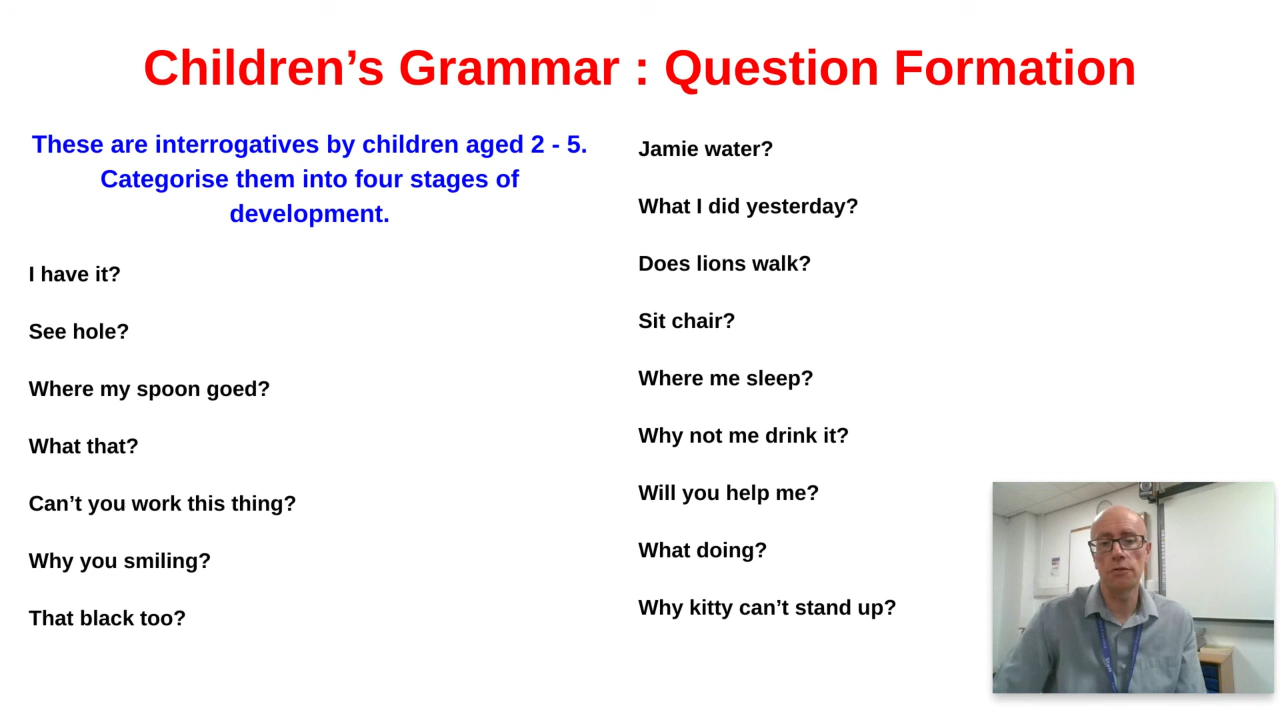 Children’s Grammar : Question Formation
These are interrogatives by children aged 2 - 5.
Categorise them into four stages of
development.
I have it?
See hole?
Where my spoon goed?
What that?
Can’t you work this thing?
Why you smiling?
That black too?
Jamie water?
What I did yesterday?
Does lions walk?
Sit chair?
Where me sleep?
Why not me drink it?
Will you help me?
What doing?
Why kitty can’t stand up?